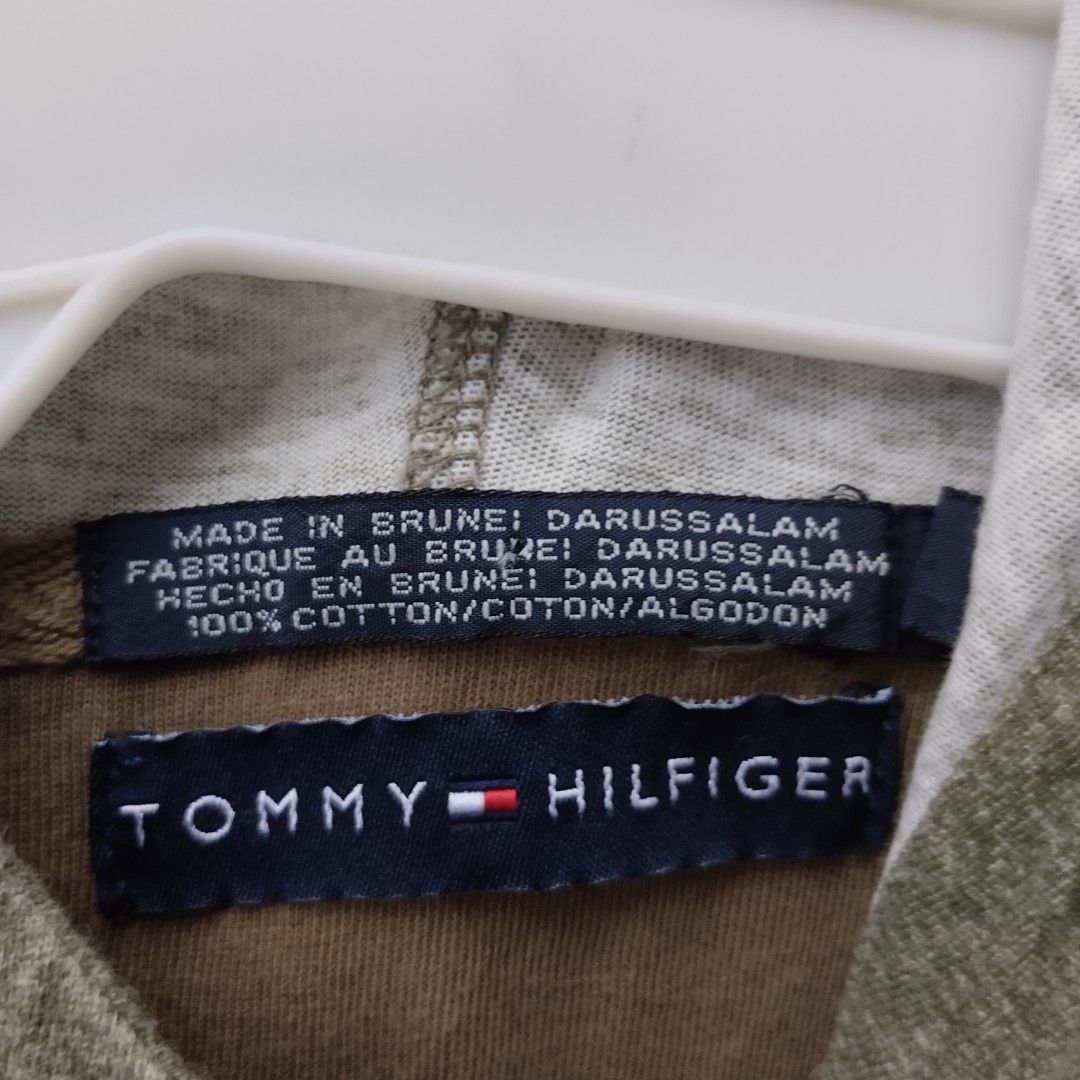 MADE IN BRUNEI DARUSSALAM
FABRIQUE AU BRUNEI DARUSSALAM
HECHO EN BRUNEI DARUSSALAM
100% COTTON/COTON/ALGODON
TOMMY HILFIGER